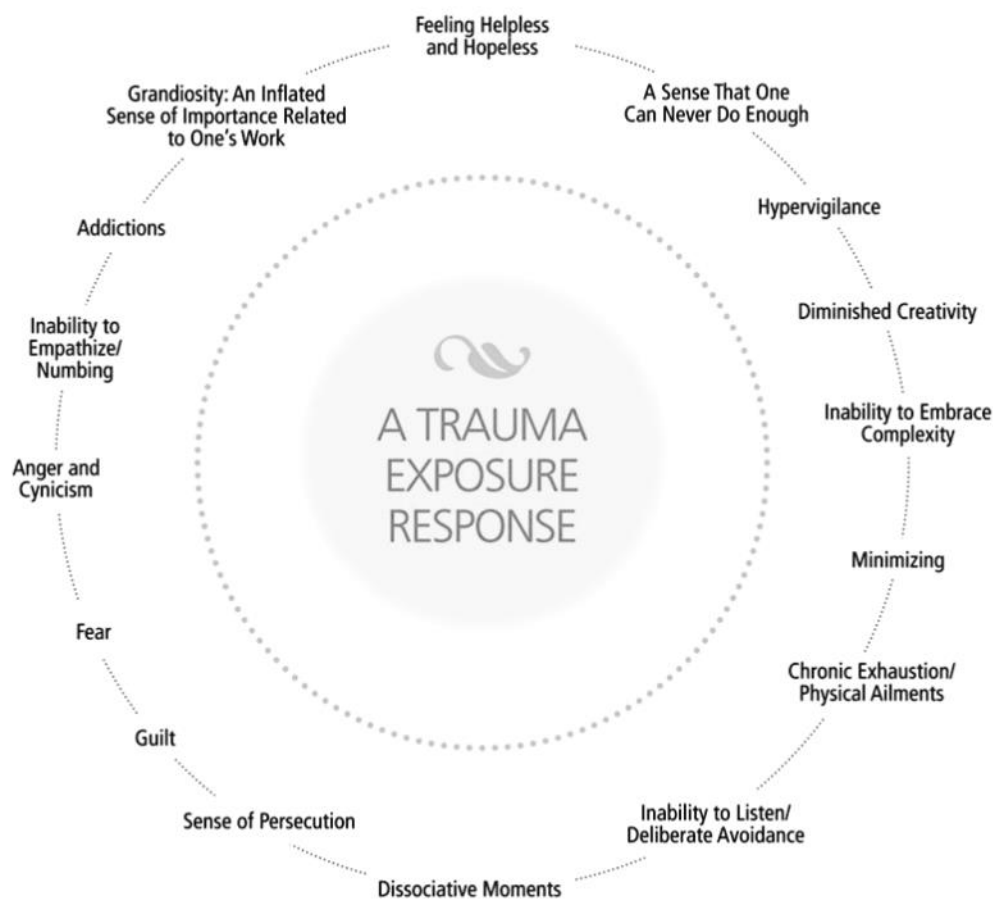 Feeling Helpless
and Hopeless
A Sense That One
Can Never Do Enough
Hypervigilance
Diminished Creativity
Inability to Embrace
Complexity
Minimizing
Chronic Exhaustion/
Physical Ailments
Inability to Listen/
Deliberate Avoidance
Dissociative Moments
Sense of Persecution
Guilt
Fear
Anger and
Cynicism
Inability to
Empathize/
Numbing
Addictions
Grandiosity: An Inflated
Sense of Importance Related
to One's Work
A TRAUMA
EXPOSURE
RESPONSE